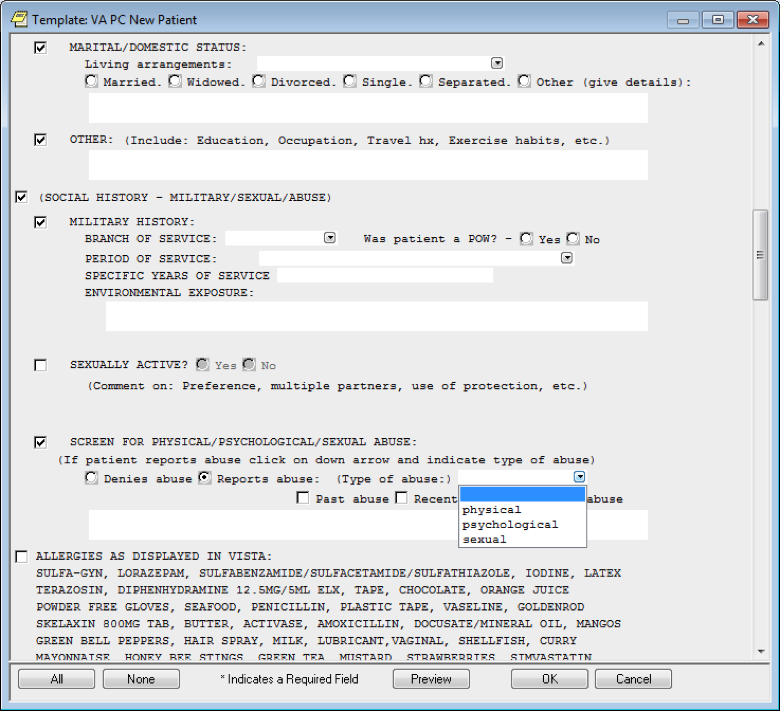 Template: VA PC New Patient
MARITAL/DOMESTIC STATUS:
Living arrangements:
Married. Widowed. Divorced. Single. Separated. Other (give details):
OTHER: (Include: Education, Occupation, Travel hx, Exercise habits, etc.)
(SOCIAL HISTORY - MILITARY/SEXUAL/ABUSE)
MILITARY HISTORY:
BRANCH OF SERVICE: Was patient a POW? - Yes No
PERIOD OF SERVICE:
SPECIFIC YEARS OF SERVICE
ENVIRONMENTAL EXPOSURE:
SEXUALLY ACTIVE? Yes No
(Comment on: Preference, multiple partners, use of protection, etc.)
SCREEN FOR PHYSICAL/PSYCHOLOGICAL/SEXUAL ABUSE:
(If patient reports abuse click on down arrow and indicate type of abuse)
Denies abuse Reports abuse: (Type of abuse:)
Past abuse Recent abuse
physical
psychological
sexual
ALLERGIES AS DISPLAYED IN VISTA:
SULFA-GYN, LORAZEPAM, SULFABENZAMIDE/SULFACETAMIDE/SULFATHIAZOLE, IODINE, LATEX
TERAZOSIN, DIPHENHYDRAMINE 12.5MG/5ML ELX, TAPE, CHOCOLATE, ORANGE JUICE
POWDER FREE GLOVES, SEAFOOD, PENICILLIN, PLASTIC TAPE, VASELINE, GOLDENROD
SKELAXIN 800MG TAB, BUTTER, ACTIVASE, AMOXICILLIN, DOCUSATE/MINERAL OIL, MANGOS
GREEN BELL PEPPERS, HAIR SPRAY, MILK, LUBRICANT,VAGINAL, SHELLFISH, CURRY
MAYONNAISE, HONEY BEE STINGS, GREEN TEA, MUSTARD, STRAWBERRIES, SIMVASTATIN
All None * Indicates a Required Field Preview OK Cancel